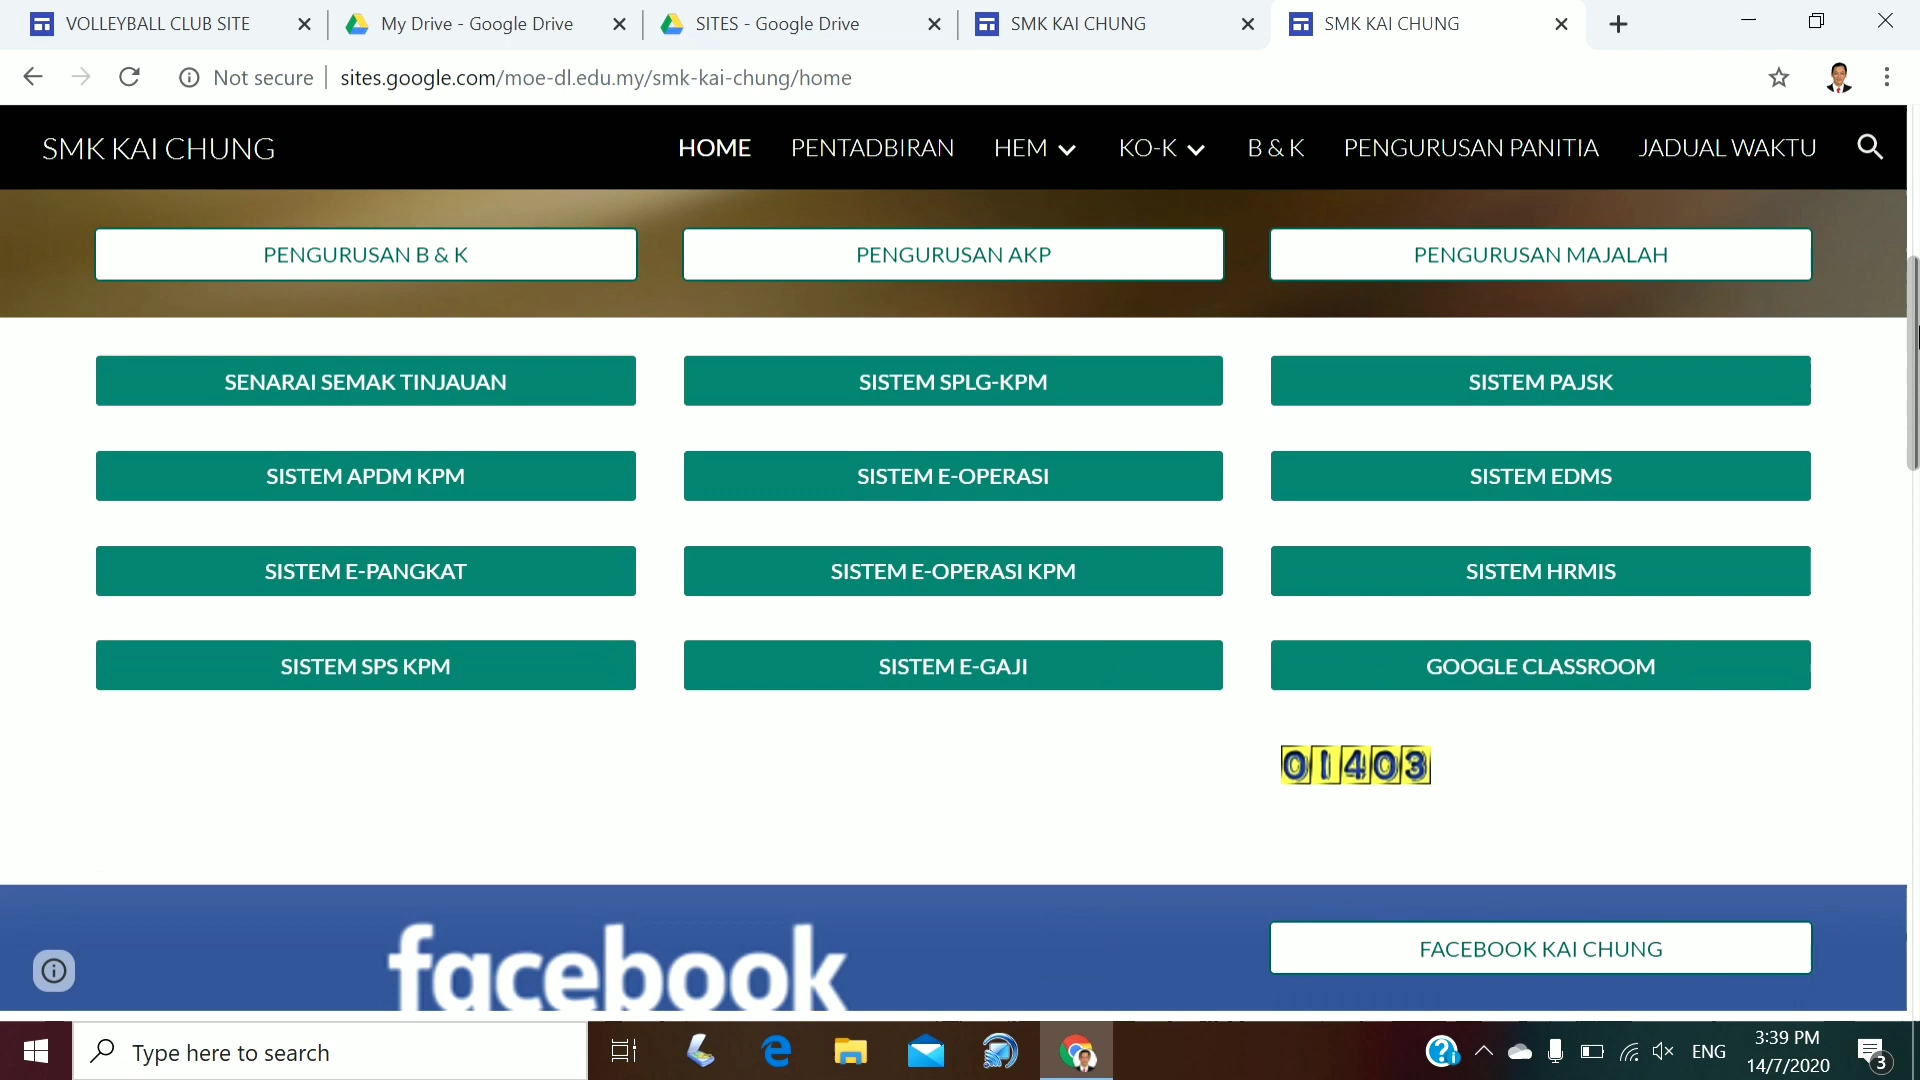 VOLLEYBALL CLUB SITE
My Drive - Google Drive
SITES - Google Drive
SMK KAI CHUNG
SMK KAI CHUNG
Not secure
sites.google.com/moe-dl.edu.my/smk-kai-chung/home
SMK KAI CHUNG
HOME
PENTADBIRAN
HEM
KO-K
B & K
PENGURUSAN PANITIA
JADUAL WAKTU
PENGURUSAN B & K
PENGURUSAN AKP
PENGURUSAN MAJALAH
SENARAI SEMAK TINJAUAN
SISTEM SPLG-KPM
SISTEM PAJSK
SISTEM APDM KPM
SISTEM E-OPERASI
SISTEM EDMS
SISTEM E-PANGKAT
SISTEM E-OPERASI KPM
SISTEM HRMIS
SISTEM SPS KPM
SISTEM E-GAJI
GOOGLE CLASSROOM
01403
facebook
FACEBOOK KAI CHUNG
Type here to search
ENG
3:39 PM
14/7/2020
3